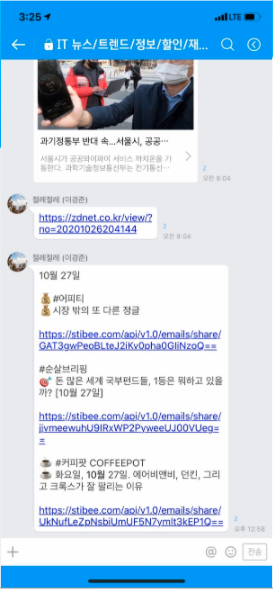 3:25
LTE
IT 뉴스/트렌드/정보/할인/재...
과기정통부 반대 속...서울시, 공공...
서울시가 공공와이파이 서비스 까치온을 가
동한다. 과학기술정보통신부는 전기통신...
2
오전 9:04
절레절레 (이경준)
https://zdnet.co.kr/view/?
no=20201026204144
2
오전 9:04
절레절레 (이경준)
10월 27일
#어피티
시장 밖의 또 다른 정글
https://stibee.com/api/v1.0/emails/share/
GAT3gwPeoBLteJ2iKv0pha0GIiNzoQ==
#순살브리핑
돈 많은 세계 국부펀드들, 1등은 뭐하고 있을
까? [10월 27일]
https://stibee.com/api/v1.0/emails/share/
jjvmeewuhU9IRxWP2PyweeUJ00VUeg=
=
#커피팟 COFFEEPOT
화요일, 10월 27일. 에어비앤비, 던킨, 그리
고 크록스가 잘 팔리는 이유
https://stibee.com/api/v1.0/emails/share/
UkNufLeZpNsbiUmUF5N7ymlt3kEP1Q==
2
오후 12:58
전송